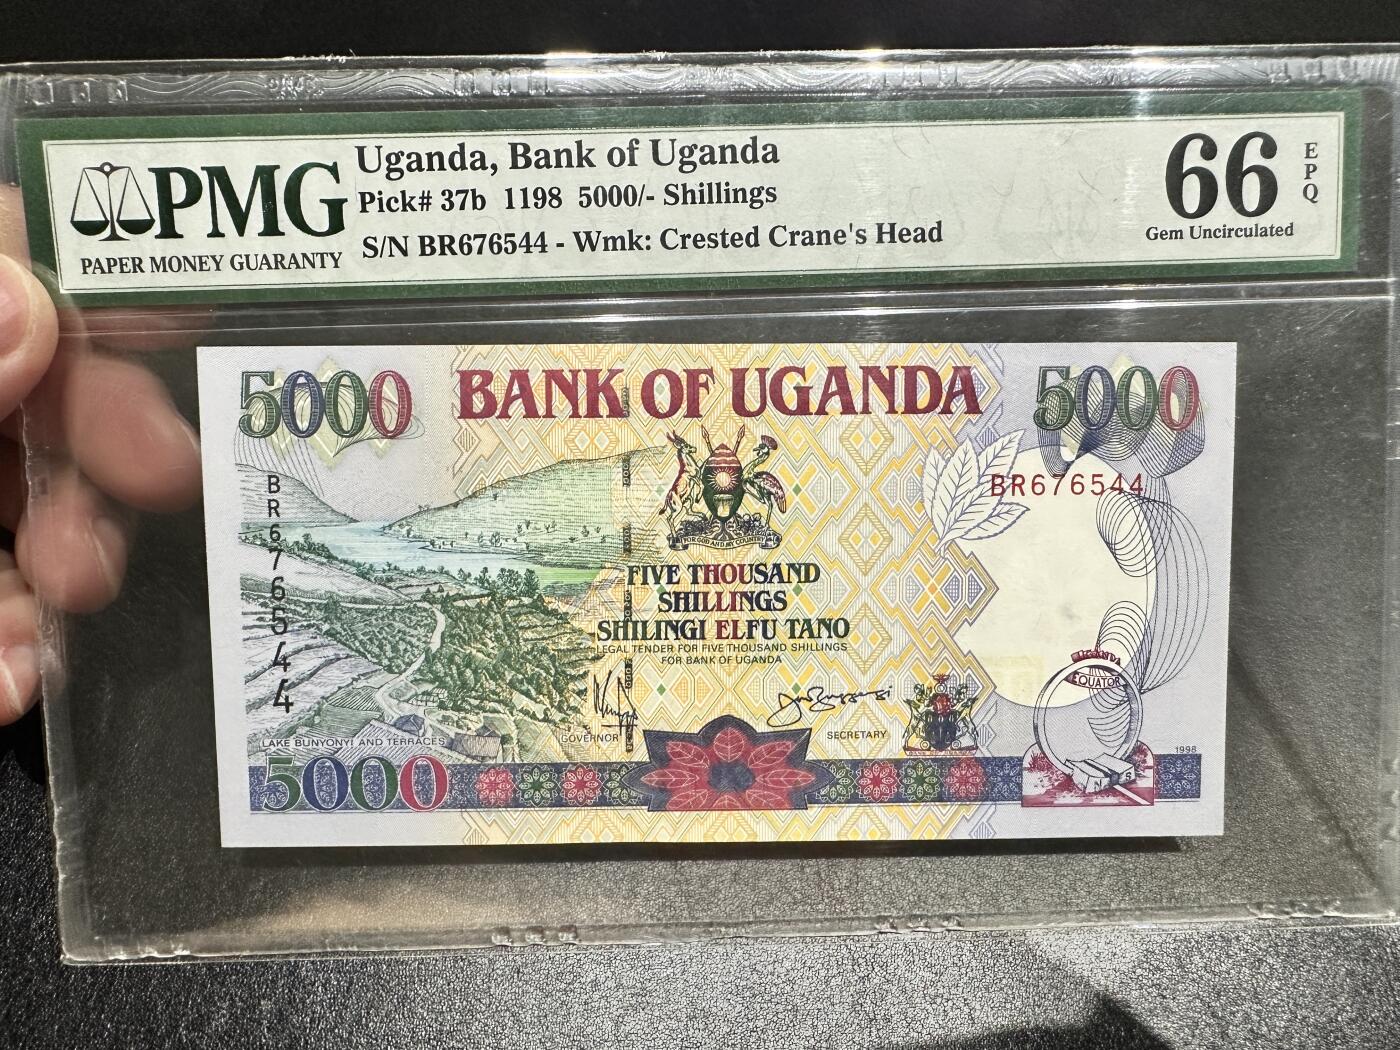 PMG
PAPER MONEY GUARANTY
Uganda, Bank of Uganda
Pick# 37b 1198 5000/- Shillings
S/N BR676544 - Wmk: Crested Crane's Head
66
EPQ
Gem Uncirculated
5000
BANK OF UGANDA
5000
BR676544
BR676544
FOR GOD AND MY COUNTRY
FIVE THOUSAND
SHILLINGS
SHILINGI ELFU TANO
LEGAL TENDER FOR FIVE THOUSAND SHILLINGS
FOR BANK OF UGANDA
UGANDA
EQUATOR
GOVERNOR
SECRETARY
LAKE BUNYONYI AND TERRACES
BANK OF UGANDA
1998
5000
N S